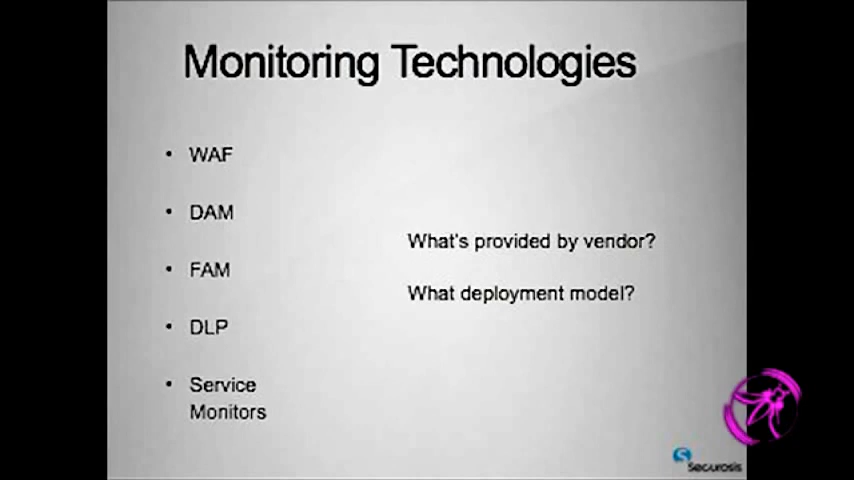 Monitoring Technologies
• WAF
• DAM
• FAM
• DLP
• Service
Monitors
What's provided by vendor?
What deployment model?
Securosis